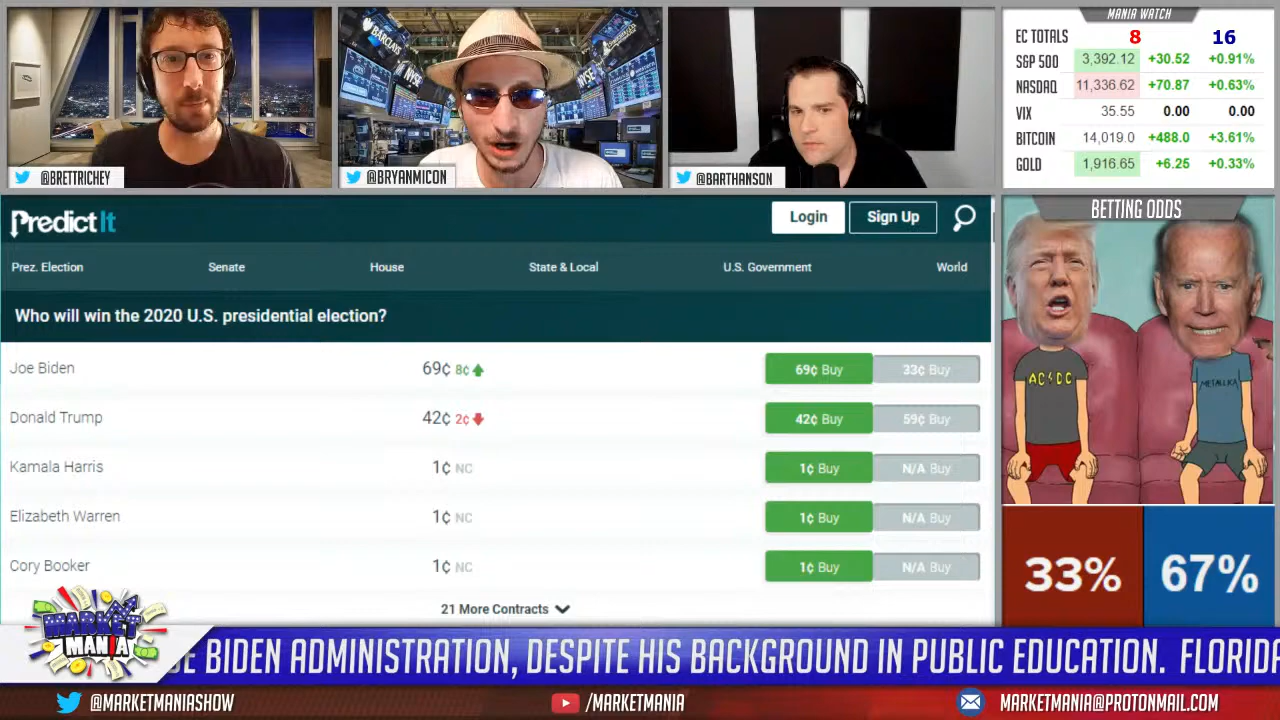 BARCLAYS
NYSE
NYSE
@BRETTRICHEY
@BRYANMICON
@BARTHANSON
MANIA WATCH
EC TOTALS 8 16
S&P 500 3,392.12 +30.52 +0.91%
NASDAQ 11,336.62 +70.87 +0.63%
VIX 35.55 0.00 0.00
BITCOIN 14,019.0 +488.0 +3.61%
GOLD 1,916.65 +6.25 +0.33%
PredictIt Login Sign Up
Prez. Election Senate House State & Local U.S. Government World
Who will win the 2020 U.S. presidential election?
Joe Biden 69¢ 8¢ 69¢ Buy 33¢ Buy
Donald Trump 42¢ 2¢ 42¢ Buy 59¢ Buy
Kamala Harris 1¢ NC 1¢ Buy N/A Buy
Elizabeth Warren 1¢ NC 1¢ Buy N/A Buy
Cory Booker 1¢ NC 1¢ Buy N/A Buy
21 More Contracts
BETTING ODDS
AC/DC
METALLICA
33% 67%
MARKET
MANIA
BIDEN ADMINISTRATION, DESPITE HIS BACKGROUND IN PUBLIC EDUCATION. FLORIDA
@MARKETMANIASHOW /MARKETMANIA MARKETMANIA@PROTONMAIL.COM